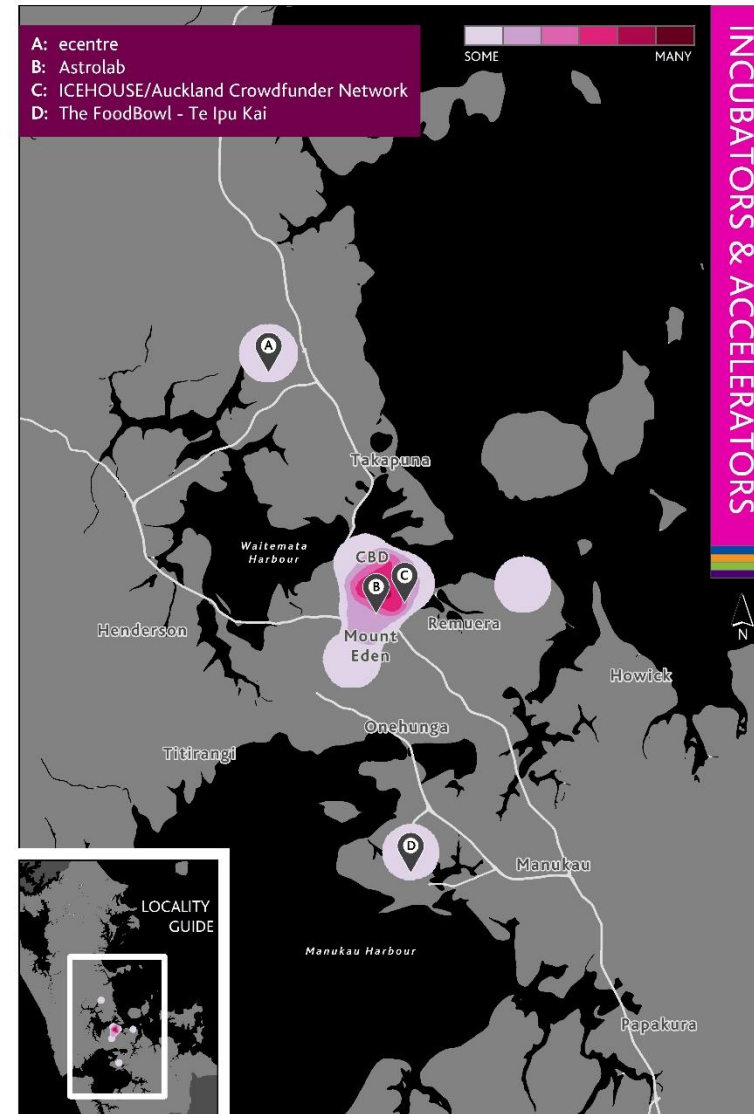 A: ecentre
B: Astrolab
C: ICEHOUSE/Auckland Crowdfunder Network
D: The FoodBowl - Te Ipu Kai
SOME
MANY
INCUBATORS & ACCELERATORS
A
Takapuna
Waitemata
Harbour
CBD
B
C
Henderson
Mount
Eden
Remuera
N
Howick
Onehunga
Titirangi
D
Manukau
LOCALITY
GUIDE
Manukau Harbour
Papakura